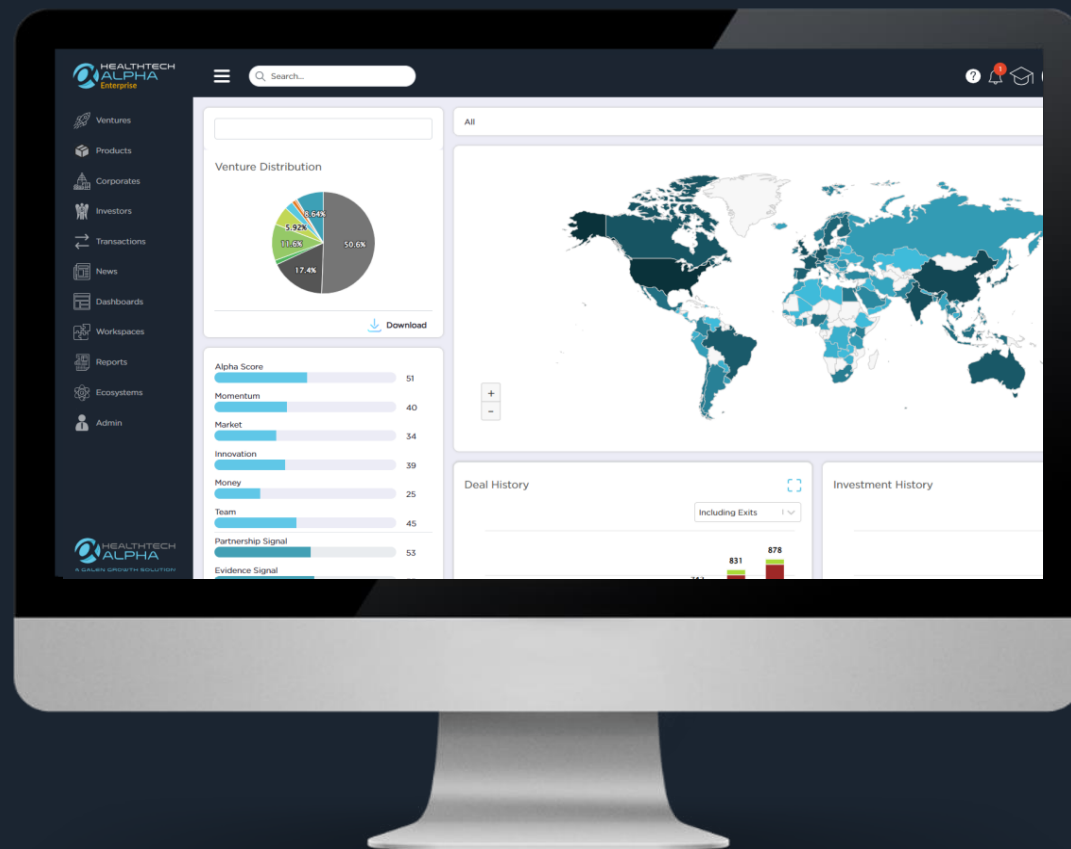 HEALTHTECH
ALPHA
Enterprise
Search...
1
Ventures
Products
Corporates
Investors
Transactions
News
Dashboards
Workspaces
Reports
Ecosystems
Admin
HEALTHTECH
ALPHA
A GALEN GROWTH SOLUTION
Venture Distribution
8.64%
5.92%
11.6%
50.6%
17.4%
Download
Alpha Score
51
Momentum
40
Market
34
Innovation
39
Money
25
Team
45
Partnership Signal
53
Evidence Signal
All
+
-
Deal History
Including Exits
831
878
Investment History